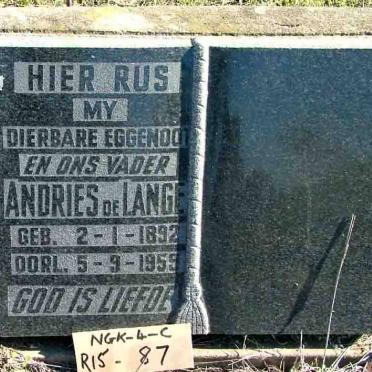 HIER RUS
MY
DIERBARE EGGENOOT
EN ONS VADER
ANDRIES DE LANGE
GEB. 2-1-1892
OORL. 5-9-1959
GOD IS LIEFDE
NGK-4-C
R15-87